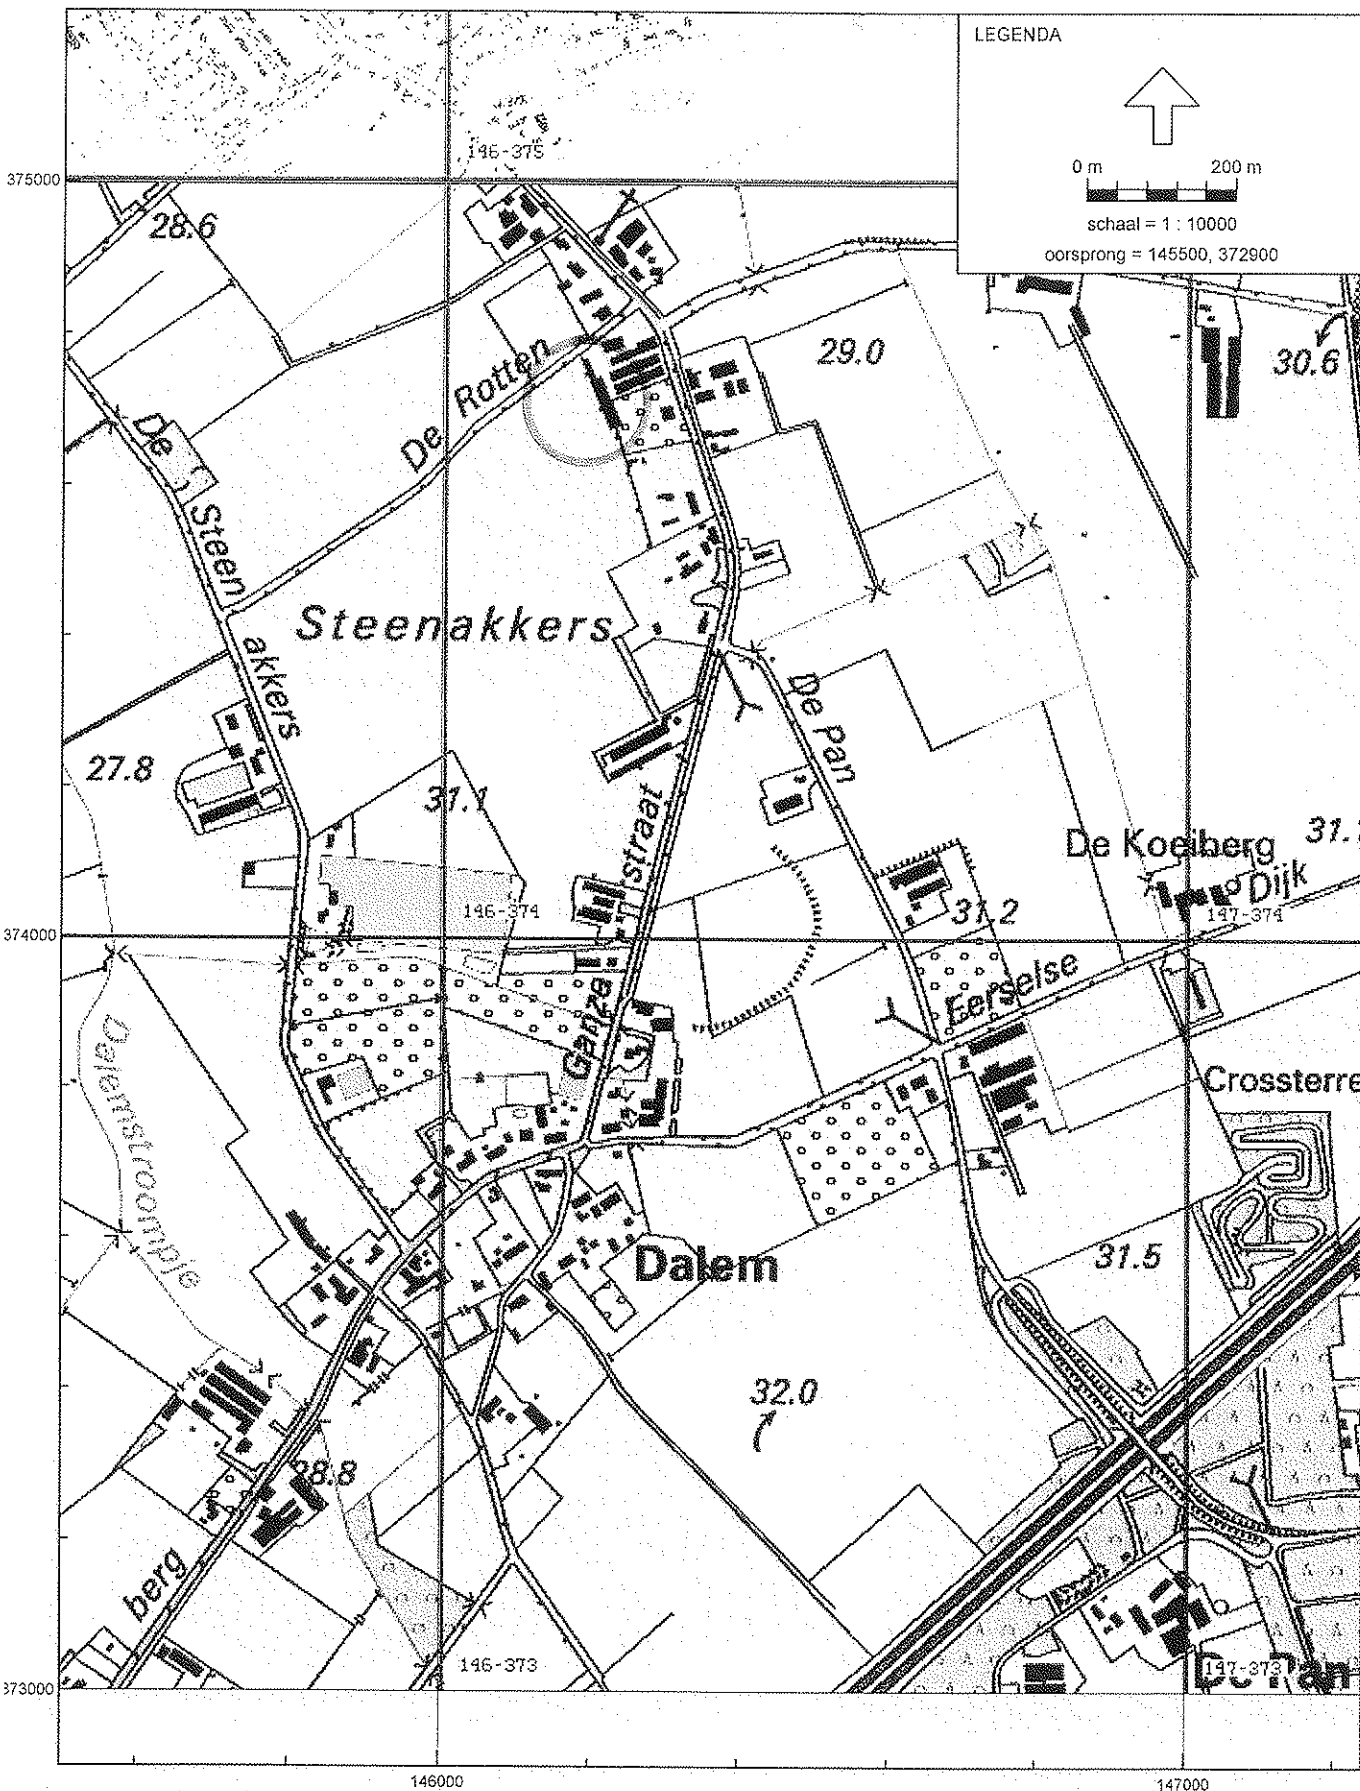 LEGENDA
0 m 200 m
schaal = 1 : 10000
oorsprong = 145500, 372900
146-375
375000
28.6
29.0
30.6
De Rotten
De Steen
akkers
Steenakkers
27.8
31.1
De Pan
straat
De Koeiberg
Dijk
146-374
31.2
147-374
374000
Eerselse
Ganze
Dalemstroompje
Crossterre
Dalem
31.5
32.0
28.8
berg
146-373
147-373
De Pan
373000
146000
147000